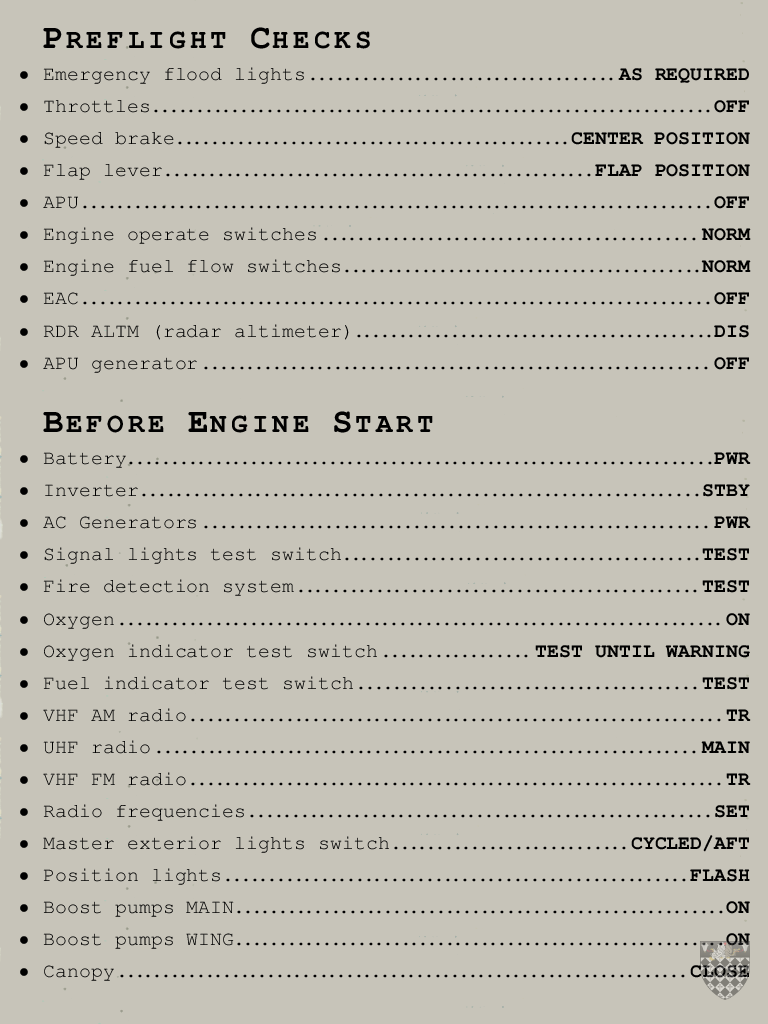 PREFLIGHT CHECKS
• Emergency flood lights..................................AS REQUIRED
• Throttles...............................................OFF
• Speed brake.................................CENTER POSITION
• Flap lever....................................FLAP POSITION
• APU.....................................................OFF
• Engine operate switches................................NORM
• Engine fuel flow switches..............................NORM
• EAC.....................................................OFF
• RDR ALTM (radar altimeter)..............................DIS
• APU generator...........................................OFF
BEFORE ENGINE START
• Battery.................................................PWR
• Inverter...............................................STBY
• AC Generators...........................................PWR
• Signal lights test switch..............................TEST
• Fire detection system..................................TEST
• Oxygen...................................................ON
• Oxygen indicator test switch................TEST UNTIL WARNING
• Fuel indicator test switch.............................TEST
• VHF AM radio.............................................TR
• UHF radio..............................................MAIN
• VHF FM radio.............................................TR
• Radio frequencies.......................................SET
• Master exterior lights switch..........................CYCLED/AFT
• Position lights.......................................FLASH
• Boost pumps MAIN.........................................ON
• Boost pumps WING.........................................ON
• Canopy................................................CLOSE